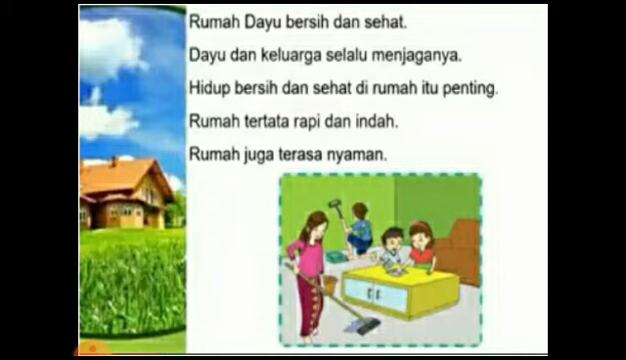 Rumah Dayu bersih dan sehat.
Dayu dan keluarga selalu menjaganya.
Hidup bersih dan sehat di rumah itu penting.
Rumah tertata rapi dan indah.
Rumah juga terasa nyaman.